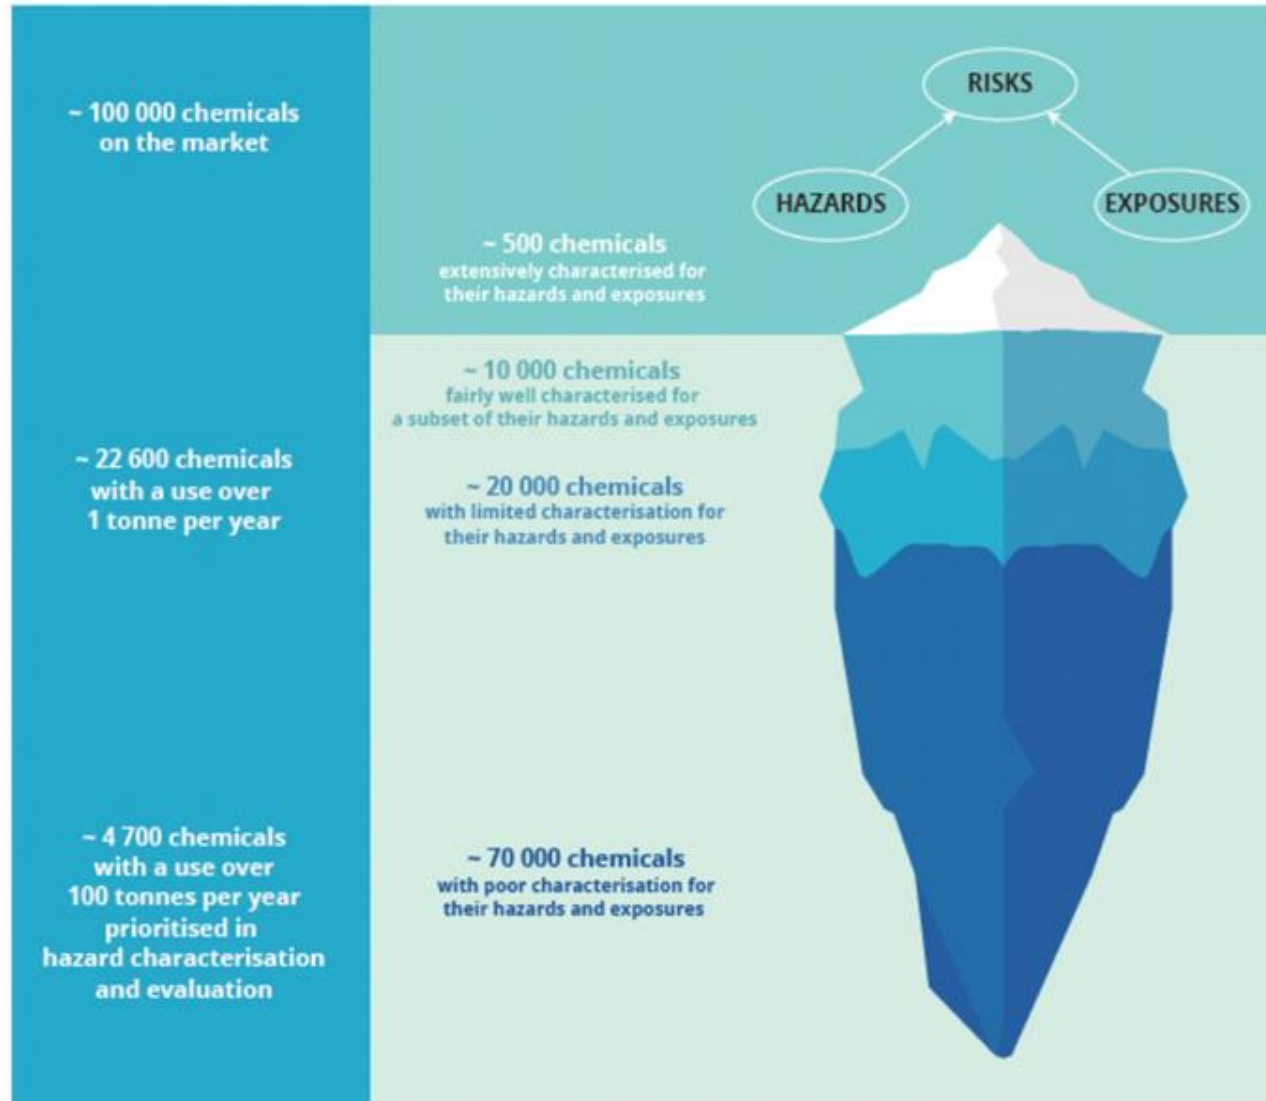 ~ 100 000 chemicals
on the market
~ 22 600 chemicals
with a use over
1 tonne per year
~ 4 700 chemicals
with a use over
100 tonnes per year
prioritised in
hazard characterisation
and evaluation
RISKS
HAZARDS
EXPOSURES
~ 500 chemicals
extensively characterised for
their hazards and exposures
~ 10 000 chemicals
fairly well characterised for
a subset of their hazards and exposures
~ 20 000 chemicals
with limited characterisation for
their hazards and exposures
~ 70 000 chemicals
with poor characterisation for
their hazards and exposures